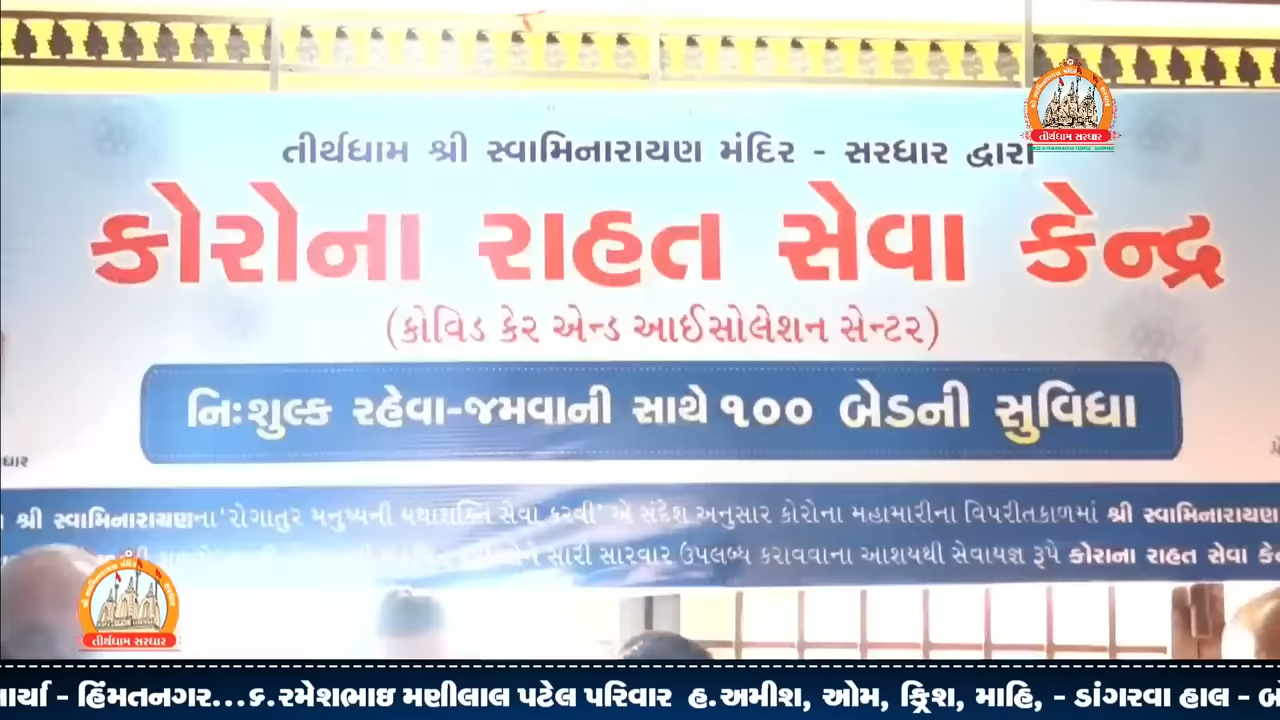 તીર્થધામ શ્રી સ્વામિનારાયણ મંદિર - સરધાર દ્વારા
કોરોના રાહત સેવા કેન્દ્ર
(કોવિડ કેર એન્ડ આઈસોલેશન સેન્ટર)
નિઃશુલ્ક રહેવા-જમવાની સાથે ૧૦૦ બેડની સુવિધા
શ્રી સ્વામિનારાયણના 'રોગાતુર મનુષ્યની યથાશક્તિ સેવા કરવી' એ સંદેશ અનુસાર કોરોના મહામારીના વિપરીતકાળમાં શ્રી સ્વામિનારાયણ
સારી સારવાર ઉપલબ્ધ કરાવવાના આશયથી સેવાયજ્ઞ રૂપે કોરાના રાહત સેવા
તીર્થધામ સરધાર
તીર્થધામ સરધાર
- હિંમતનગર...ક્ર.રમેશભાઇ મણીલાલ પટેલ પરિવાર હ.અમીશ, ઓમ, ક્રિશ, માહિ, - ડાંગરવા હાલ -